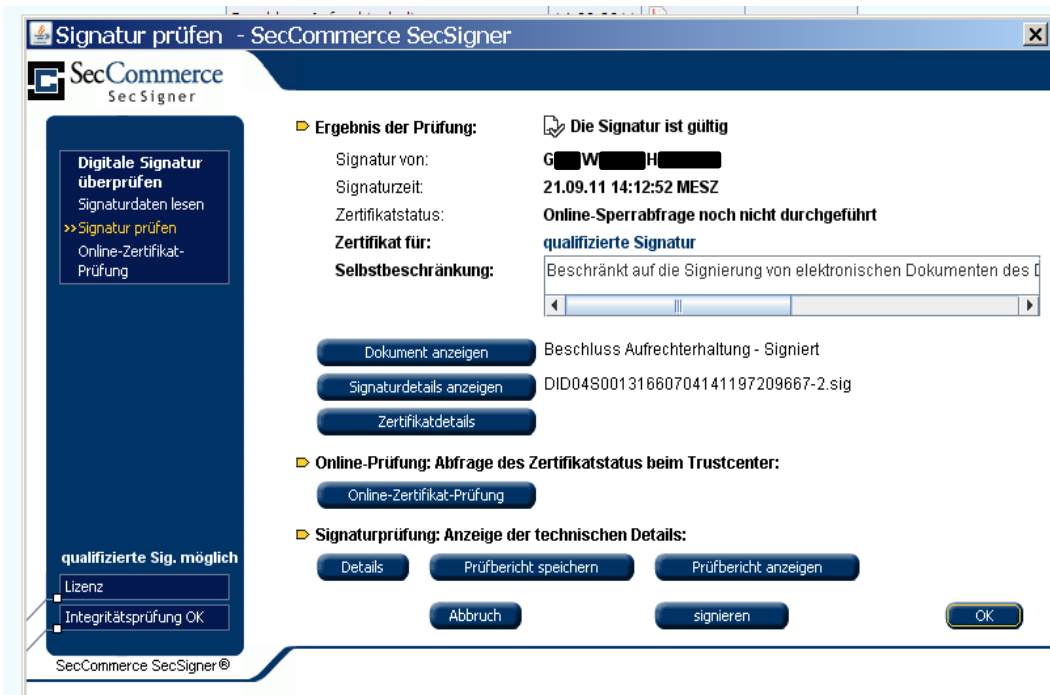 Signatur prüfen - SecCommerce SecSigner
SecCommerce
SecSigner
Digitale Signatur
überprüfen
Signaturdaten lesen
>>Signatur prüfen
Online-Zertifikat-
Prüfung
qualifizierte Sig. möglich
Lizenz
Integritätsprüfung OK
SecCommerce SecSigner®
Ergebnis der Prüfung: Die Signatur ist gültig
Signatur von: G W H
Signaturzeit: 21.09.11 14:12:52 MESZ
Zertifikatstatus: Online-Sperrabfrage noch nicht durchgeführt
Zertifikat für: qualifizierte Signatur
Selbstbeschränkung: Beschränkt auf die Signierung von elektronischen Dokumenten des
Dokument anzeigen Beschluss Aufrechterhaltung - Signiert
Signaturdetails anzeigen DID04S00131660704141197209667-2.sig
Zertifikatdetails
Online-Prüfung: Abfrage des Zertifikatstatus beim Trustcenter:
Online-Zertifikat-Prüfung
Signaturprüfung: Anzeige der technischen Details:
Details Prüfbericht speichern Prüfbericht anzeigen
Abbruch signieren OK